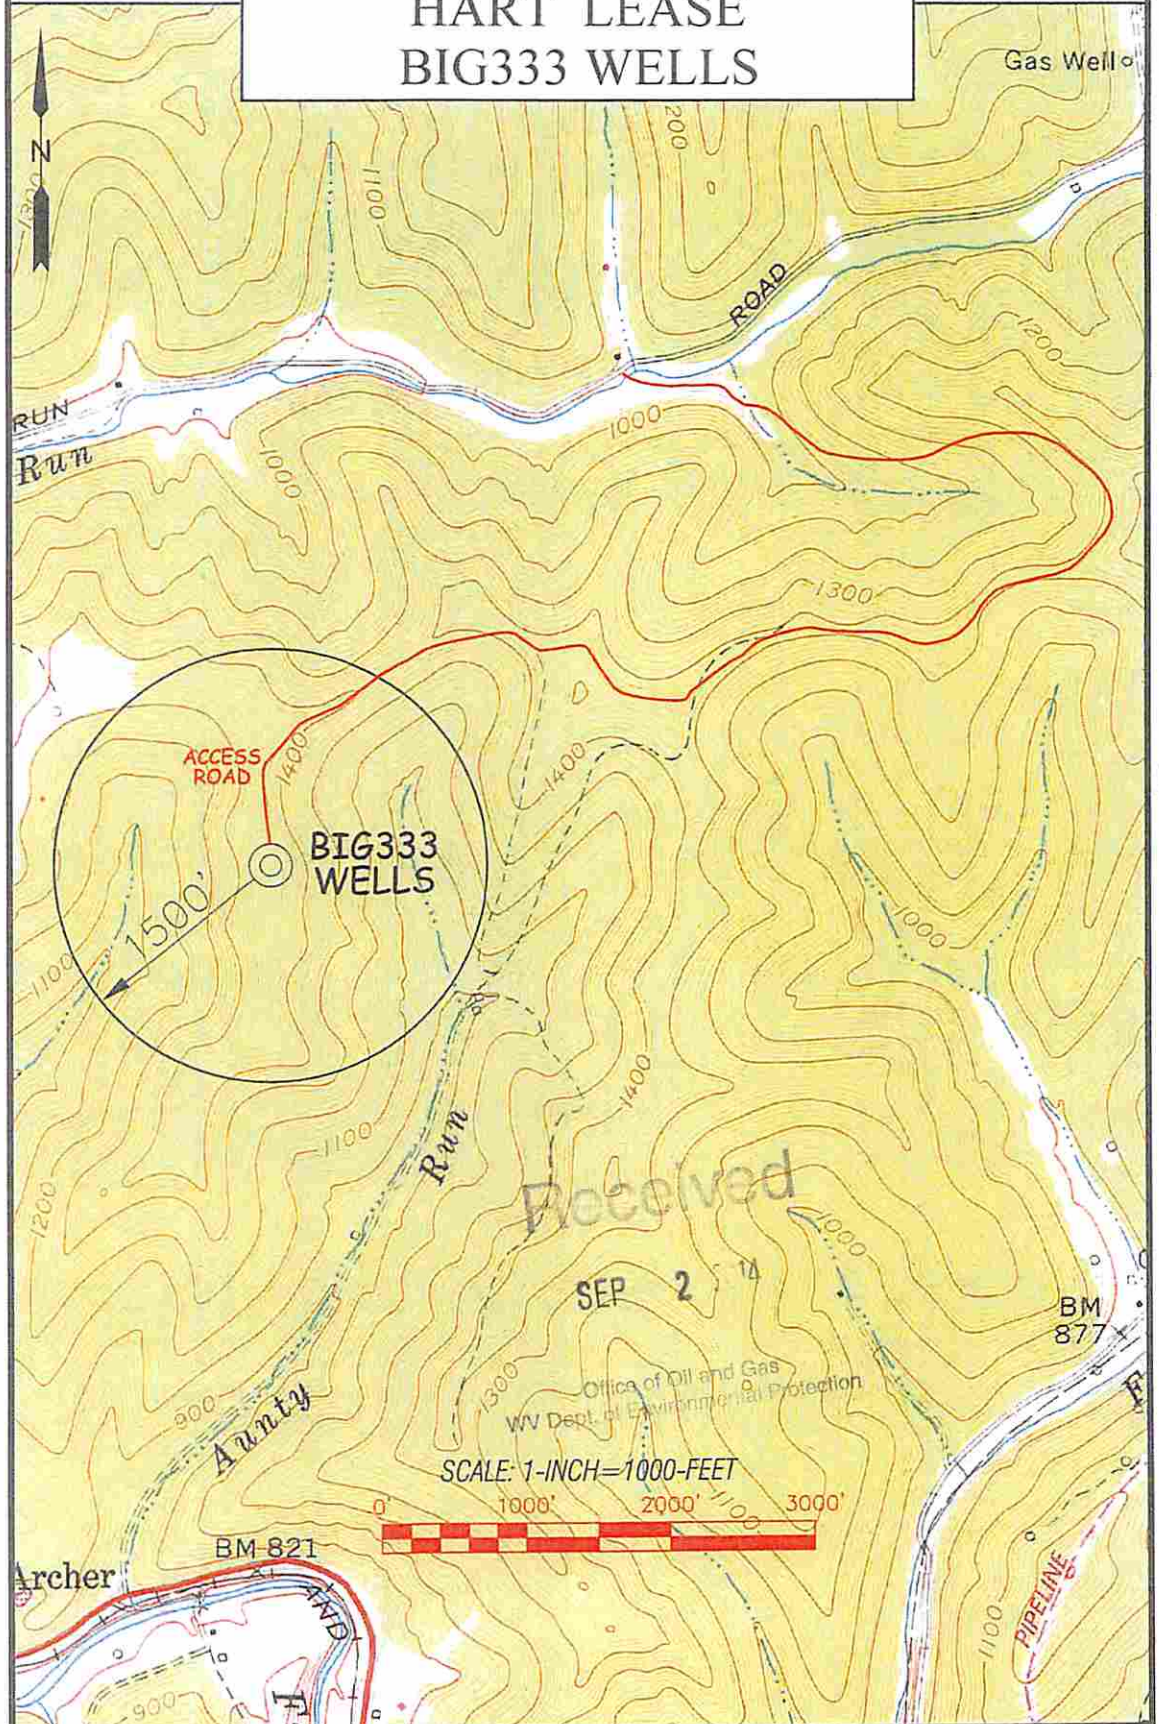 HART LEASE
BIG333 WELLS
Gas Well
N
1300
1100
1200
ROAD
1200
RUN
Run
1000
1000
1300
ACCESS
ROAD
1400
1400
BIG333
WELLS
1500'
1100
1000
1400
1100
Run
1200
Received
1000
SEP 2 14
BM
877
1300
Office of Oil and Gas
WV Dept. of Environmental Protection
900
Aunty
SCALE: 1-INCH=1000-FEET
0' 1000' 2000' 3000'
1100
BM 821
Archer
AND
F
PIPELINE
1100
900
F